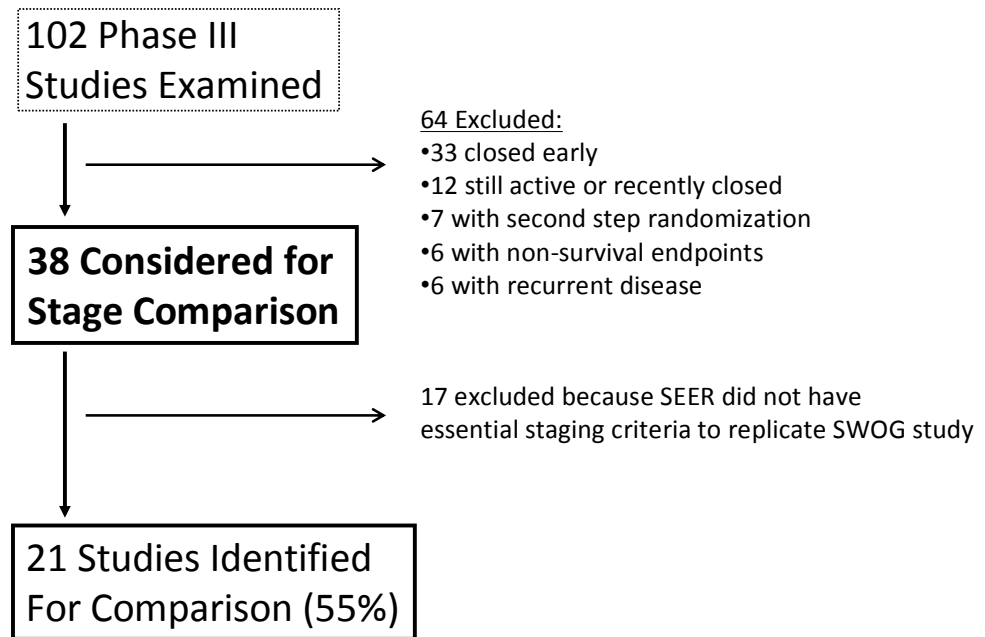 102 Phase III
Studies Examined
64 Excluded:
•33 closed early
•12 still active or recently closed
•7 with second step randomization
•6 with non-survival endpoints
•6 with recurrent disease
38 Considered for
Stage Comparison
17 excluded because SEER did not have
essential staging criteria to replicate SWOG study
21 Studies Identified
For Comparison (55%)